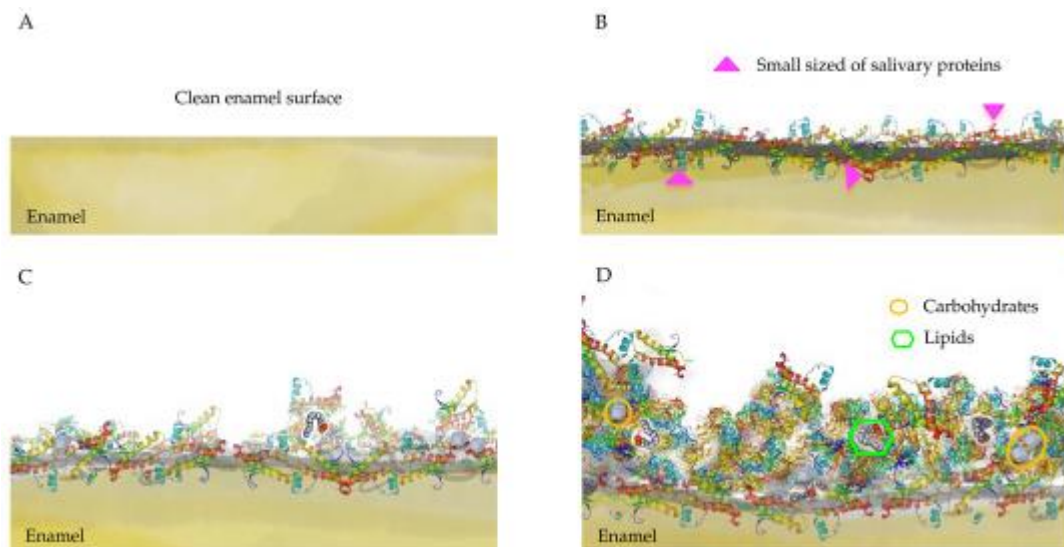 A
Clean enamel surface
Enamel
B
Small sized of salivary proteins
Enamel
C
Enamel
D
Carbohydrates
Lipids
Enamel